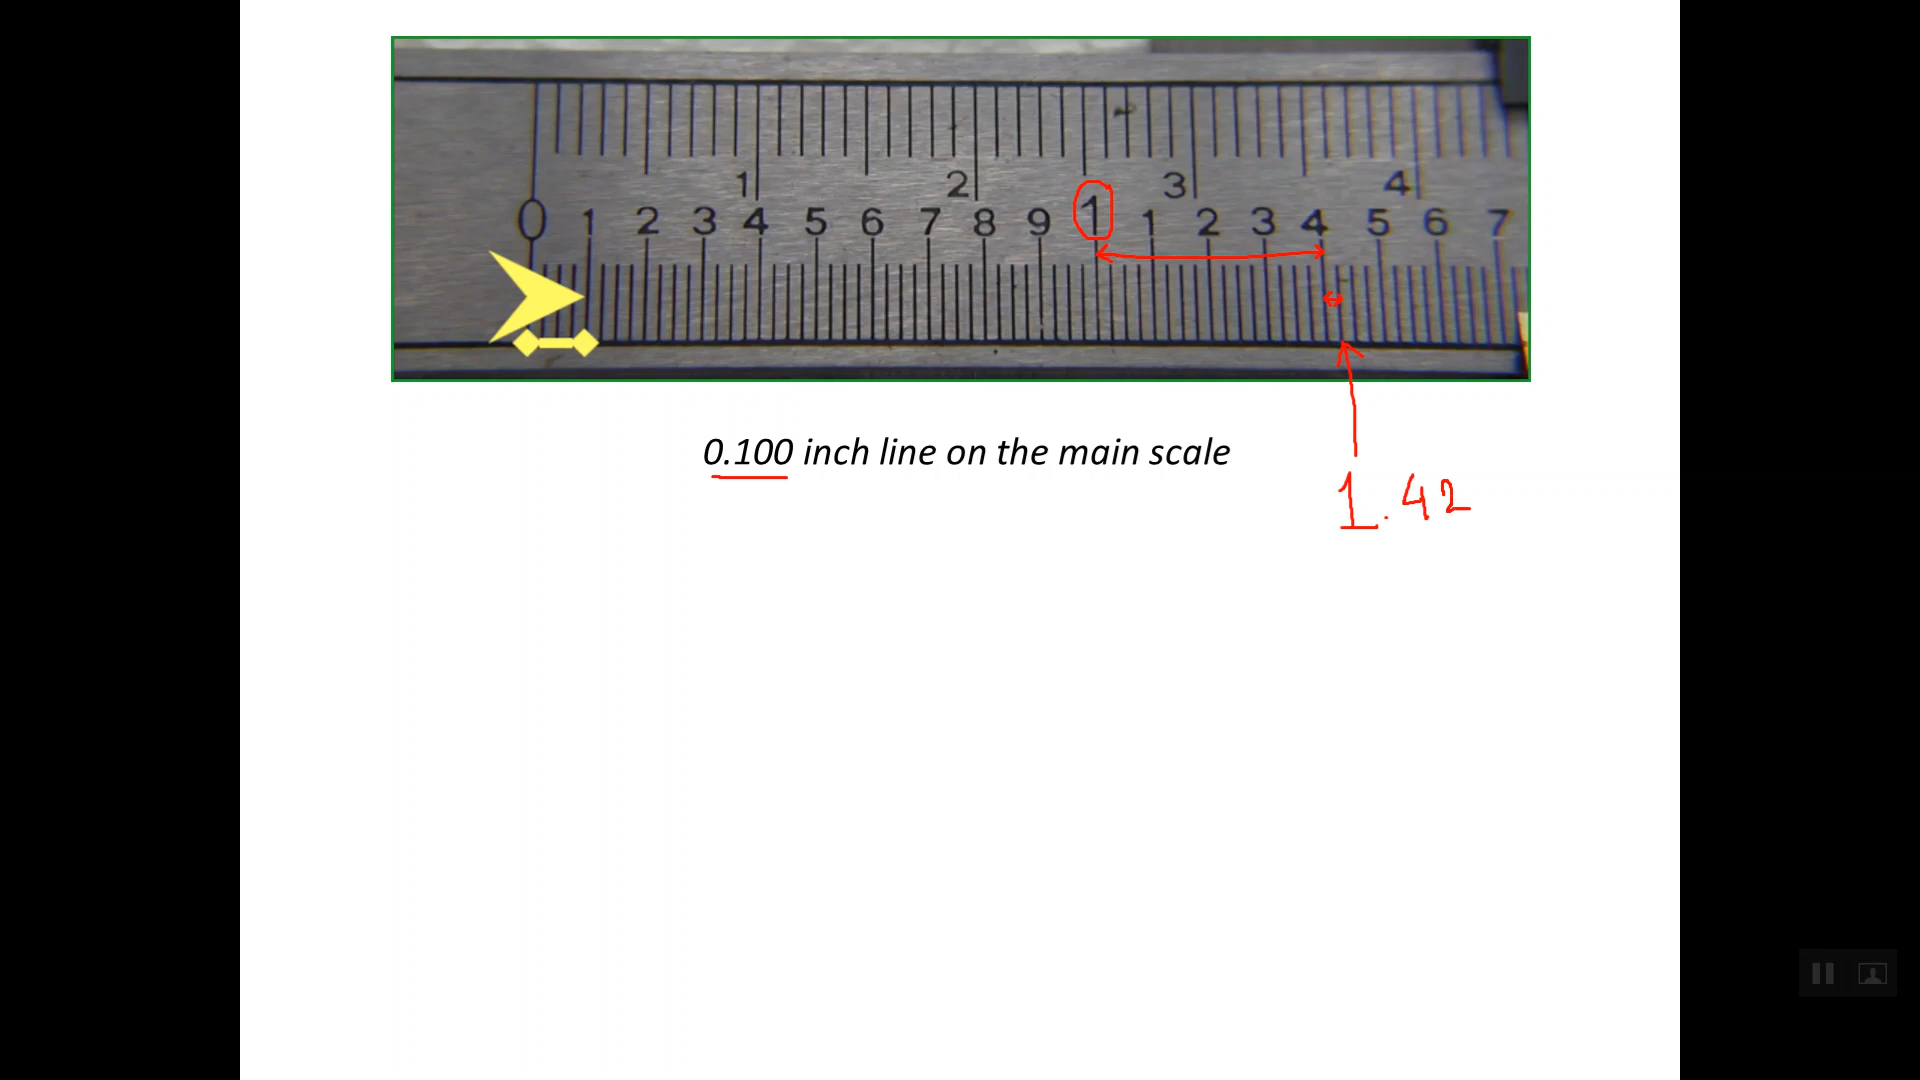 1 2 3 4
0 1 2 3 4 5 6 7 8 9 1 1 2 3 4 5 6 7
0.100 inch line on the main scale
1.42